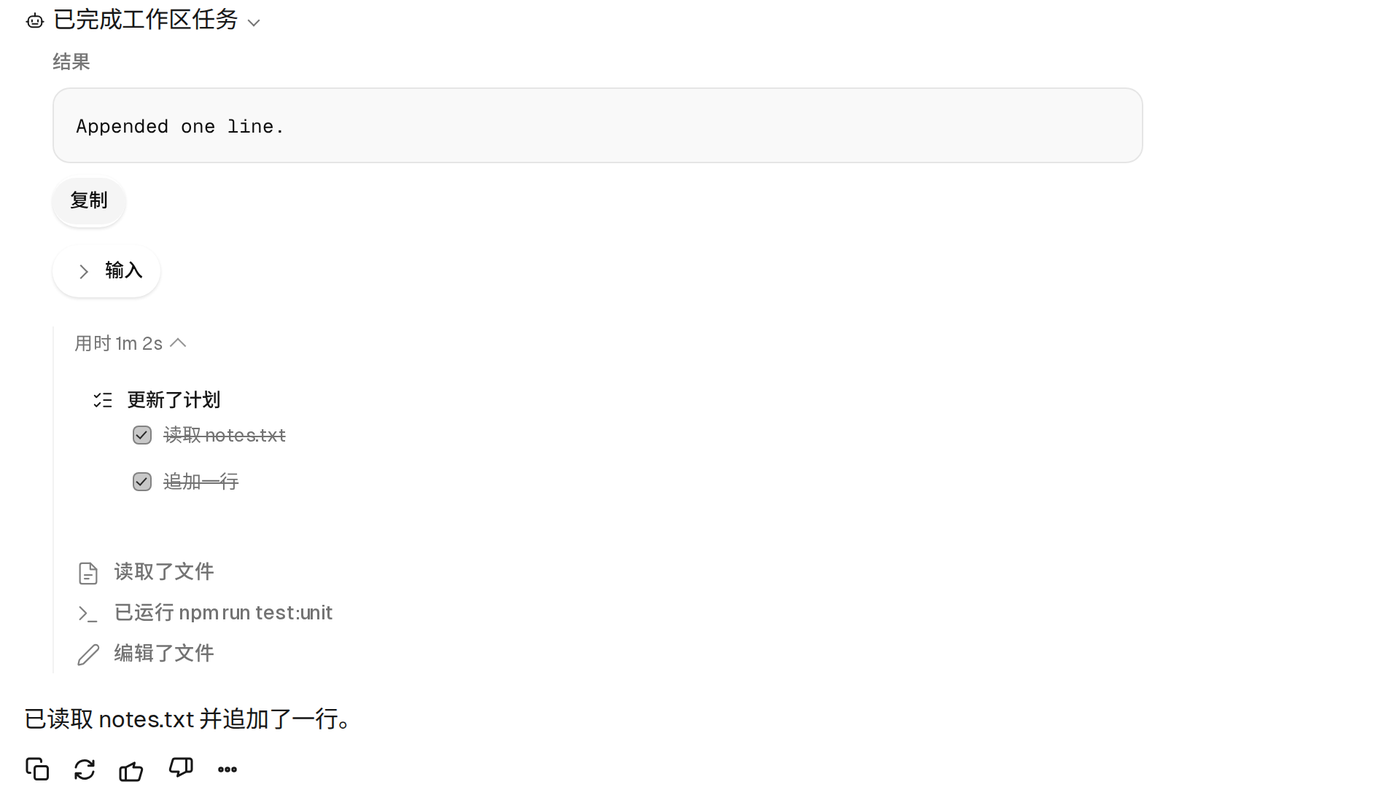 已完成工作区任务
结果
Appended one line.
复制
输入
用时 1m 2s
更新了计划
读取 notes.txt
追加一行
读取了文件
已运行 npm run test:unit
编辑了文件
已读取 notes.txt 并追加了一行。